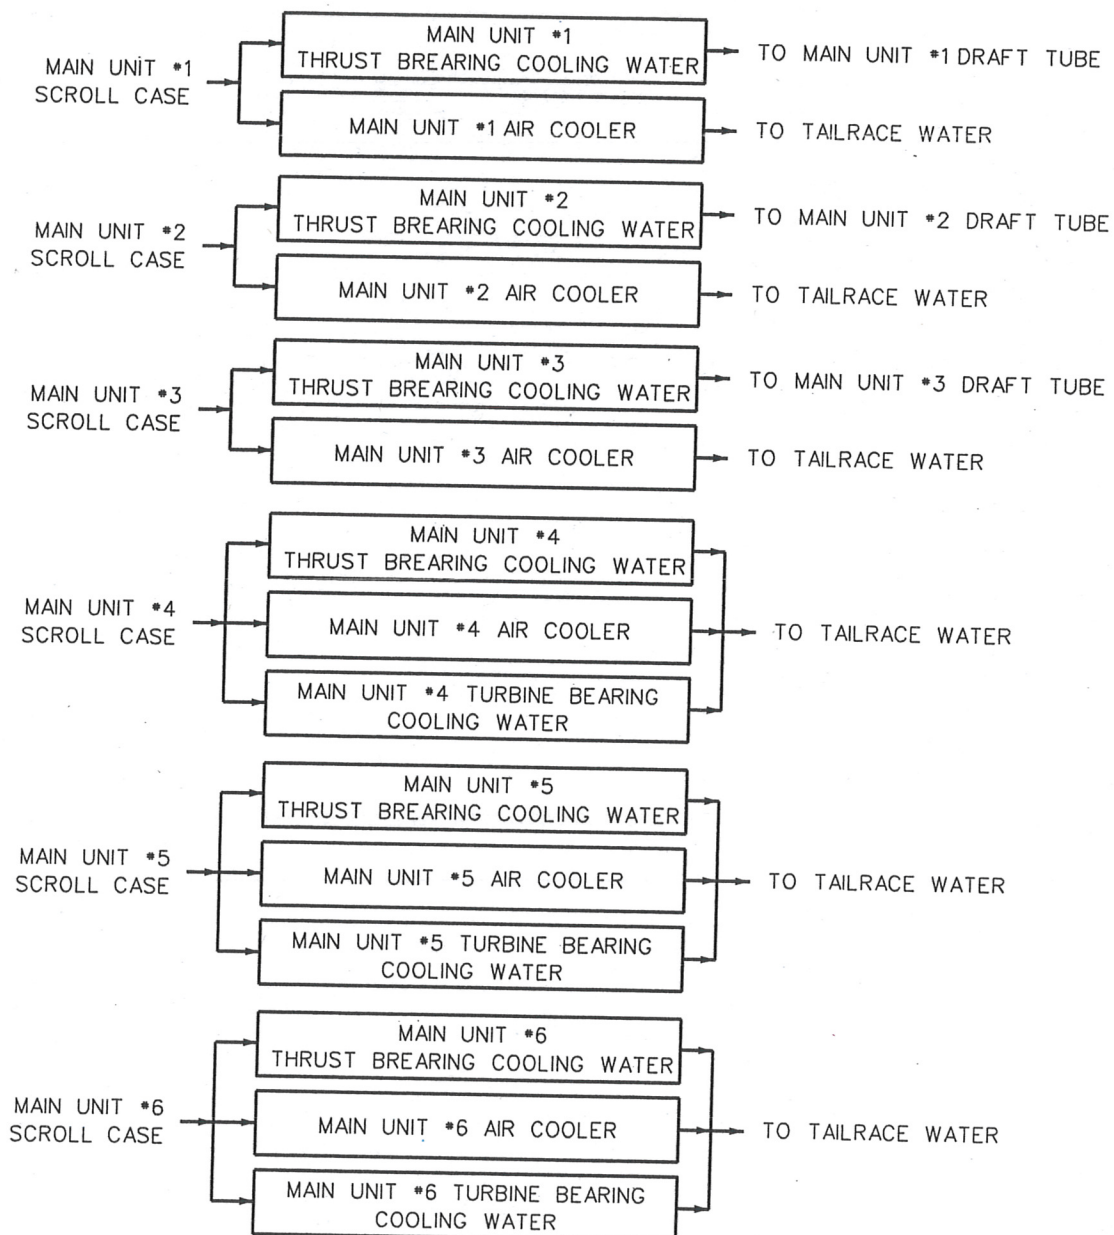 MAIN UNIT #1
SCROLL CASE
MAIN UNIT #1
THRUST BREARING COOLING WATER
TO MAIN UNIT #1 DRAFT TUBE
MAIN UNIT #1 AIR COOLER
TO TAILRACE WATER
MAIN UNIT #2
SCROLL CASE
MAIN UNIT #2
THRUST BREARING COOLING WATER
TO MAIN UNIT #2 DRAFT TUBE
MAIN UNIT #2 AIR COOLER
TO TAILRACE WATER
MAIN UNIT #3
SCROLL CASE
MAIN UNIT #3
THRUST BREARING COOLING WATER
TO MAIN UNIT #3 DRAFT TUBE
MAIN UNIT #3 AIR COOLER
TO TAILRACE WATER
MAIN UNIT #4
SCROLL CASE
MAIN UNIT #4
THRUST BREARING COOLING WATER
MAIN UNIT #4 AIR COOLER
MAIN UNIT #4 TURBINE BEARING
COOLING WATER
TO TAILRACE WATER
MAIN UNIT #5
SCROLL CASE
MAIN UNIT #5
THRUST BREARING COOLING WATER
MAIN UNIT #5 AIR COOLER
MAIN UNIT #5 TURBINE BEARING
COOLING WATER
TO TAILRACE WATER
MAIN UNIT #6
SCROLL CASE
MAIN UNIT #6
THRUST BREARING COOLING WATER
MAIN UNIT #6 AIR COOLER
MAIN UNIT #6 TURBINE BEARING
COOLING WATER
TO TAILRACE WATER